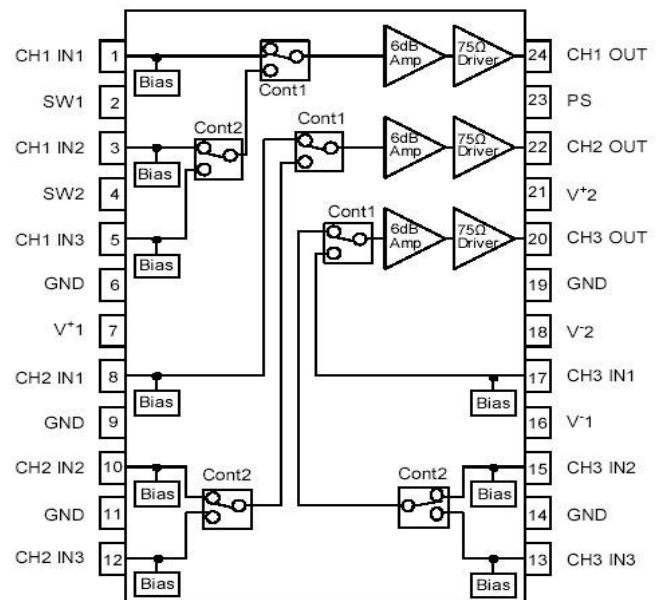 CH1 IN1 1 Bias Cont1 6dB Amp 75Ω Driver 24 CH1 OUT
SW1 2 23 PS
CH1 IN2 3 Bias Cont2 Cont1 6dB Amp 75Ω Driver 22 CH2 OUT
SW2 4 21 V+2
CH1 IN3 5 Bias Cont1 6dB Amp 75Ω Driver 20 CH3 OUT
GND 6 19 GND
V+1 7 18 V-2
CH2 IN1 8 Bias Bias 17 CH3 IN1
GND 9 16 V-1
CH2 IN2 10 Bias Cont2 Cont2 Bias 15 CH3 IN2
GND 11 14 GND
CH2 IN3 12 Bias Bias 13 CH3 IN3